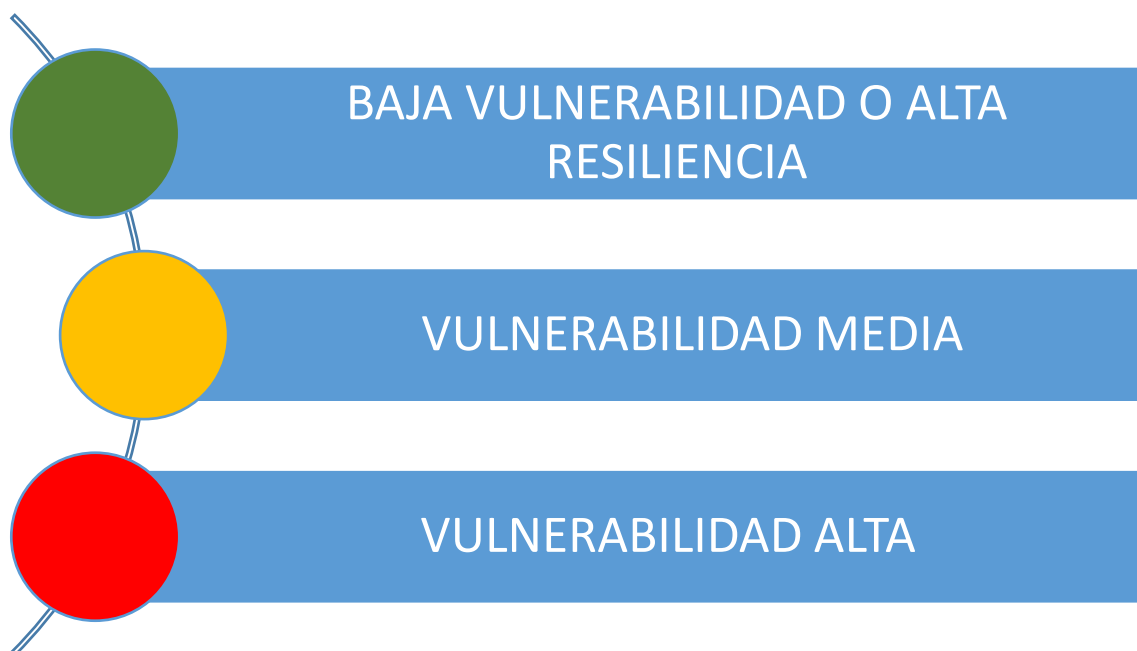 BAJA VULNERABILIDAD O ALTA
RESILIENCIA
VULNERABILIDAD MEDIA
VULNERABILIDAD ALTA